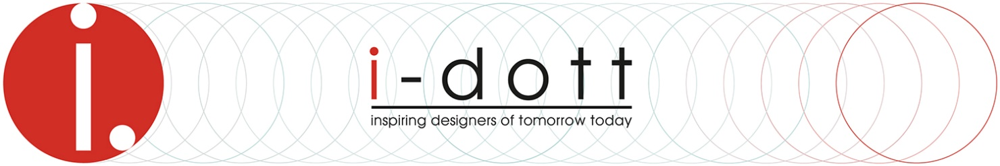 i.
i-dott
inspiring designers of tomorrow today